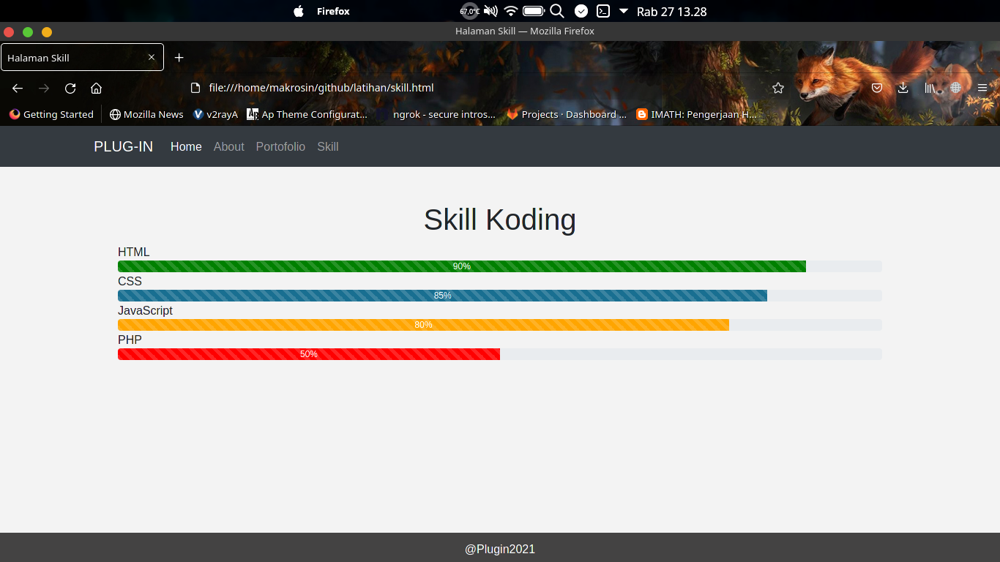 Firefox
67,0°C
Rab 27 13.28
Halaman Skill — Mozilla Firefox
Halaman Skill
file:///home/makrosin/github/latihan/skill.html
Getting Started Mozilla News v2rayA Ap Theme Configurat… ngrok - secure intros… Projects · Dashboard … IMATH: Pengerjaan H…
PLUG-IN Home About Portofolio Skill
Skill Koding
HTML
90%
CSS
85%
JavaScript
80%
PHP
50%
@Plugin2021